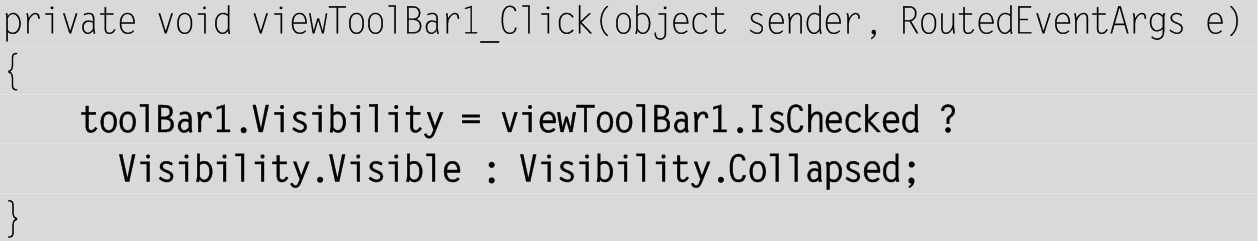 private void viewToolBar1_Click(object sender, RoutedEventArgs e)
{
    toolBar1.Visibility = viewToolBar1.IsChecked ?
      Visibility.Visible : Visibility.Collapsed;
}